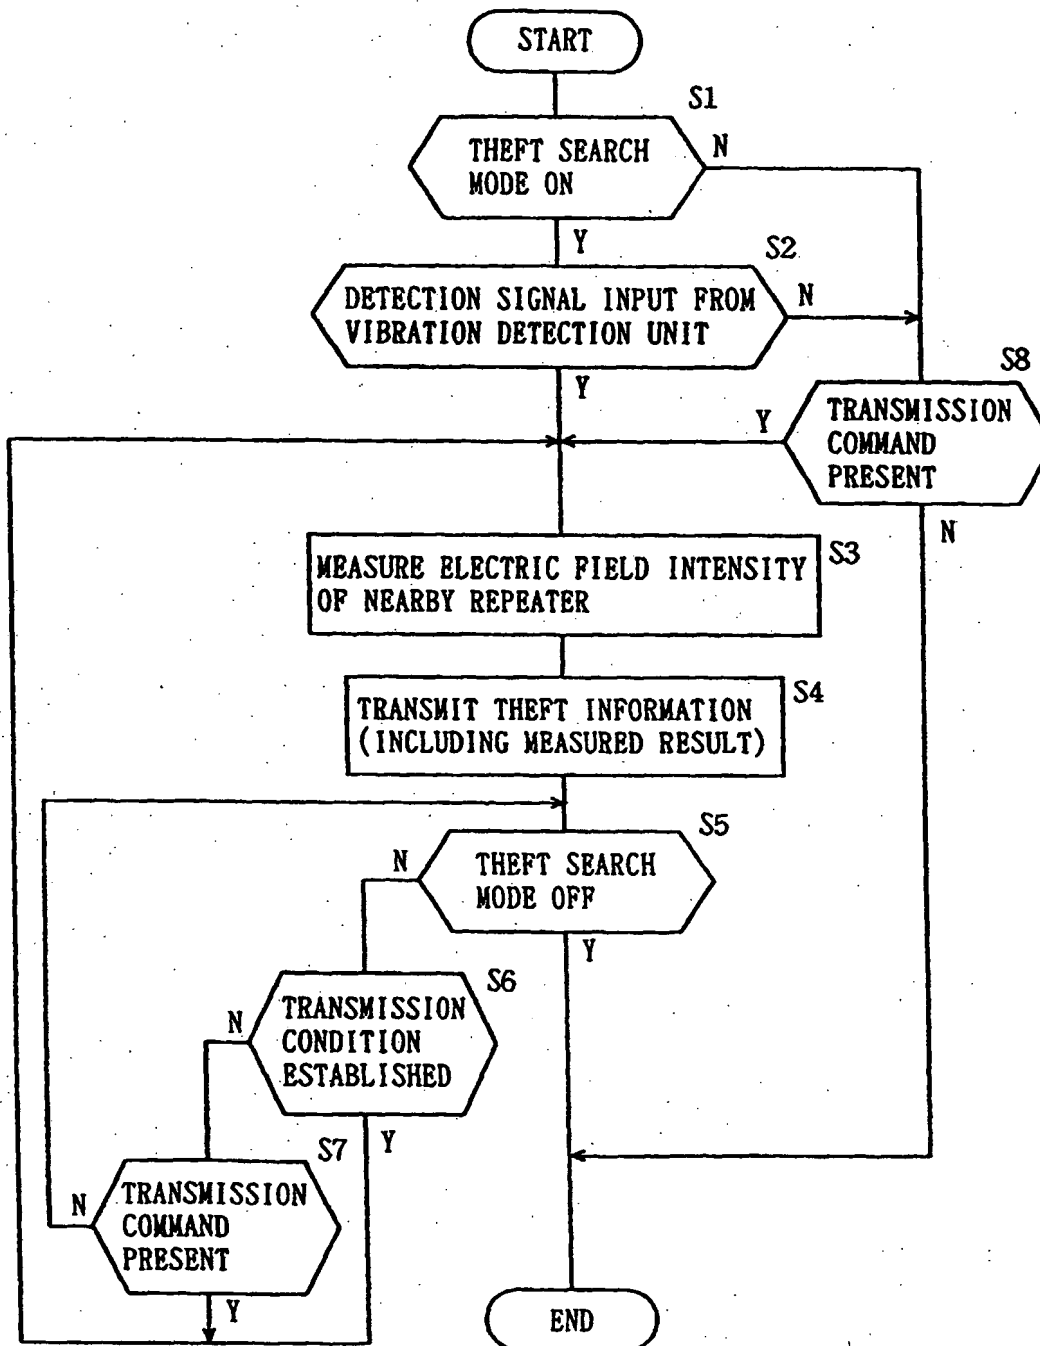 START
S1
THEFT SEARCH
MODE ON
N
Y
S2
DETECTION SIGNAL INPUT FROM
VIBRATION DETECTION UNIT
N
Y
S8
TRANSMISSION
COMMAND
PRESENT
Y
N
S3
MEASURE ELECTRIC FIELD INTENSITY
OF NEARBY REPEATER
S4
TRANSMIT THEFT INFORMATION
(INCLUDING MEASURED RESULT)
S5
THEFT SEARCH
MODE OFF
N
Y
S6
TRANSMISSION
CONDITION
ESTABLISHED
N
Y
S7
TRANSMISSION
COMMAND
PRESENT
N
Y
END